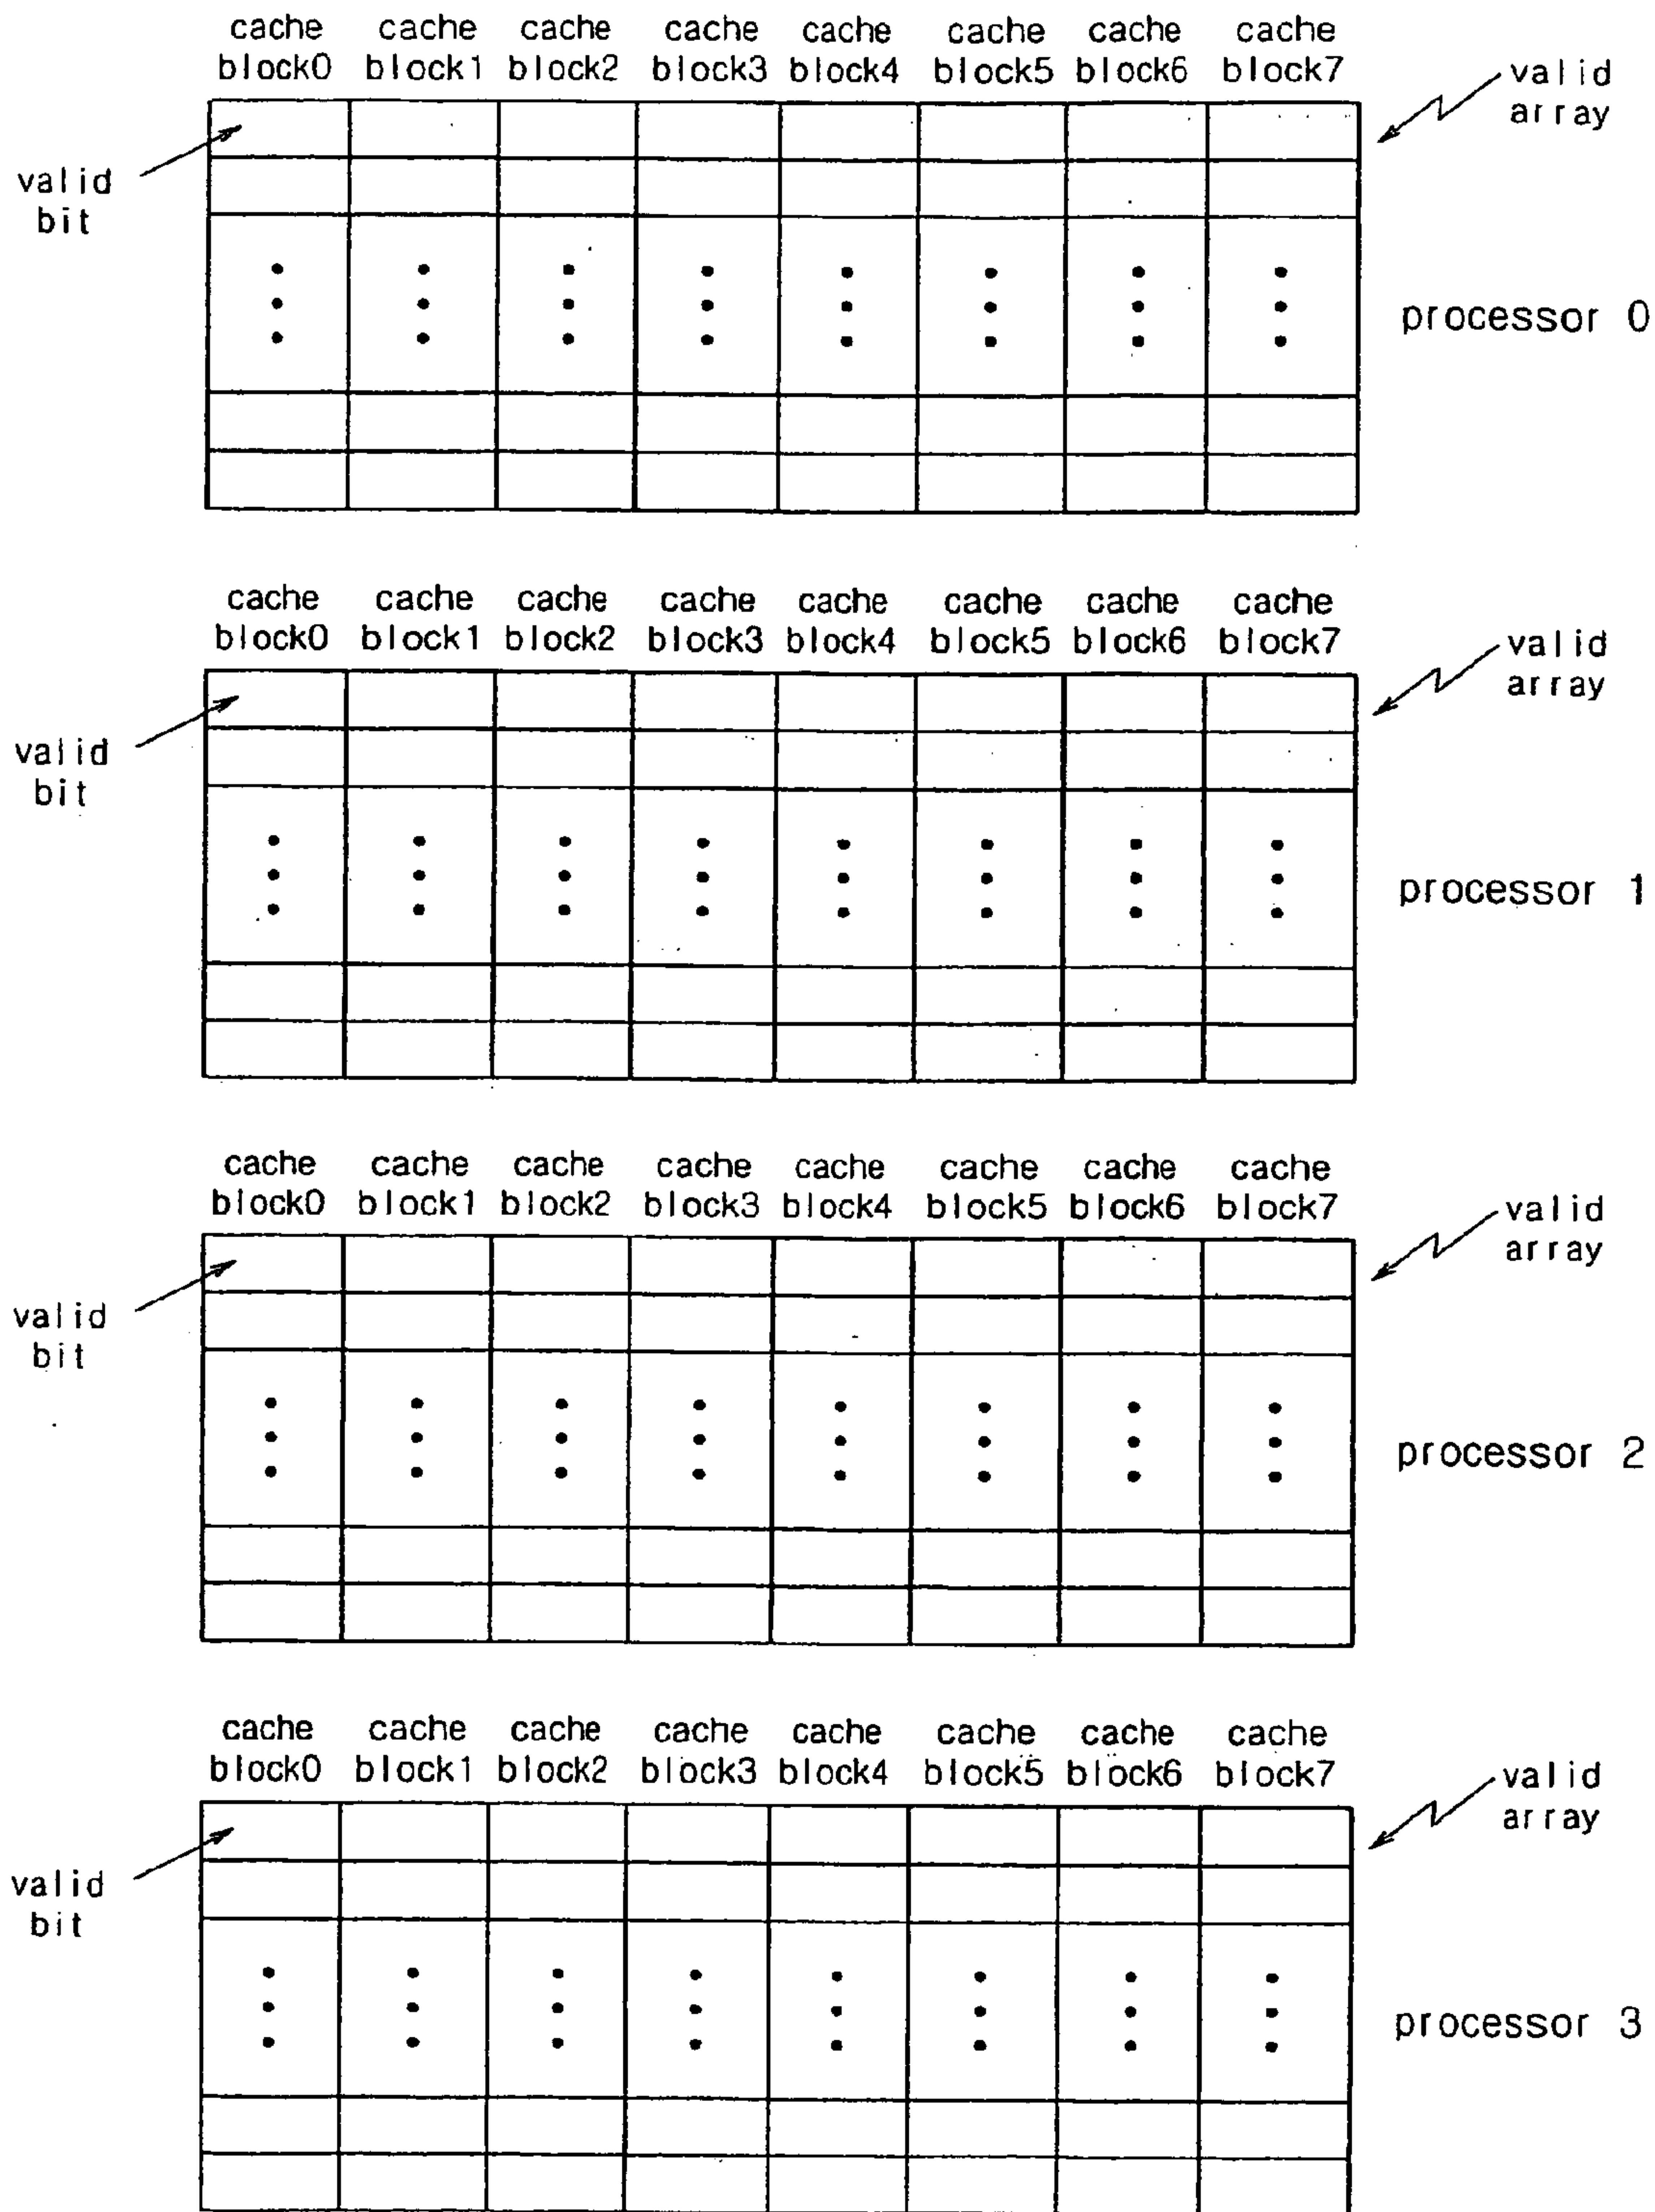 cache cache cache cache cache cache cache cache
block0 block1 block2 block3 block4 block5 block6 block7
valid
array
valid
bit
processor 0
cache cache cache cache cache cache cache cache
block0 block1 block2 block3 block4 block5 block6 block7
valid
array
valid
bit
processor 1
cache cache cache cache cache cache cache cache
block0 block1 block2 block3 block4 block5 block6 block7
valid
array
valid
bit
processor 2
cache cache cache cache cache cache cache cache
block0 block1 block2 block3 block4 block5 block6 block7
valid
array
valid
bit
processor 3